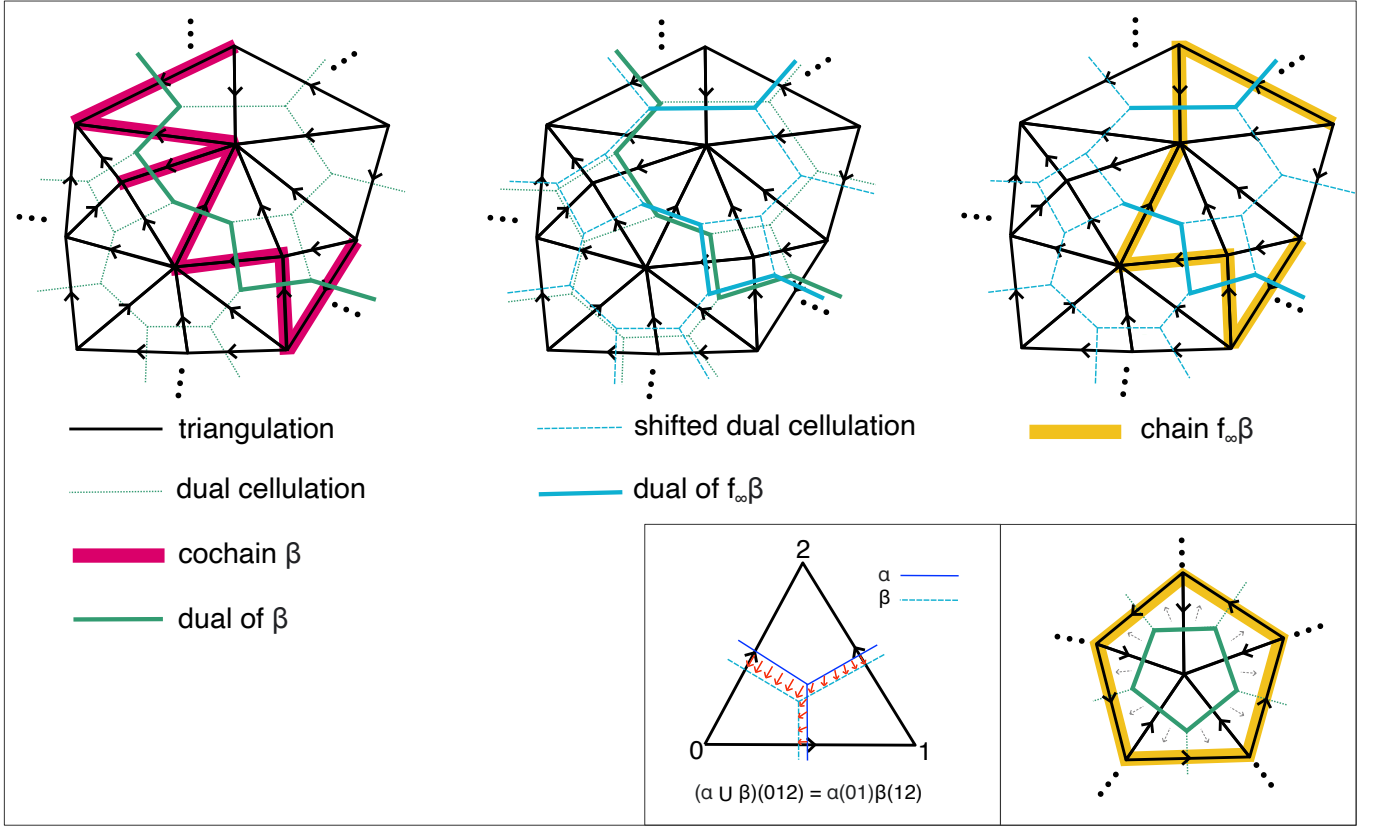 triangulation
dual cellulation
cochain β
dual of β
shifted dual cellulation
dual of f∞β
chain f∞β
2
α
β
0
1
(α ∪ β)(012) = α(01)β(12)